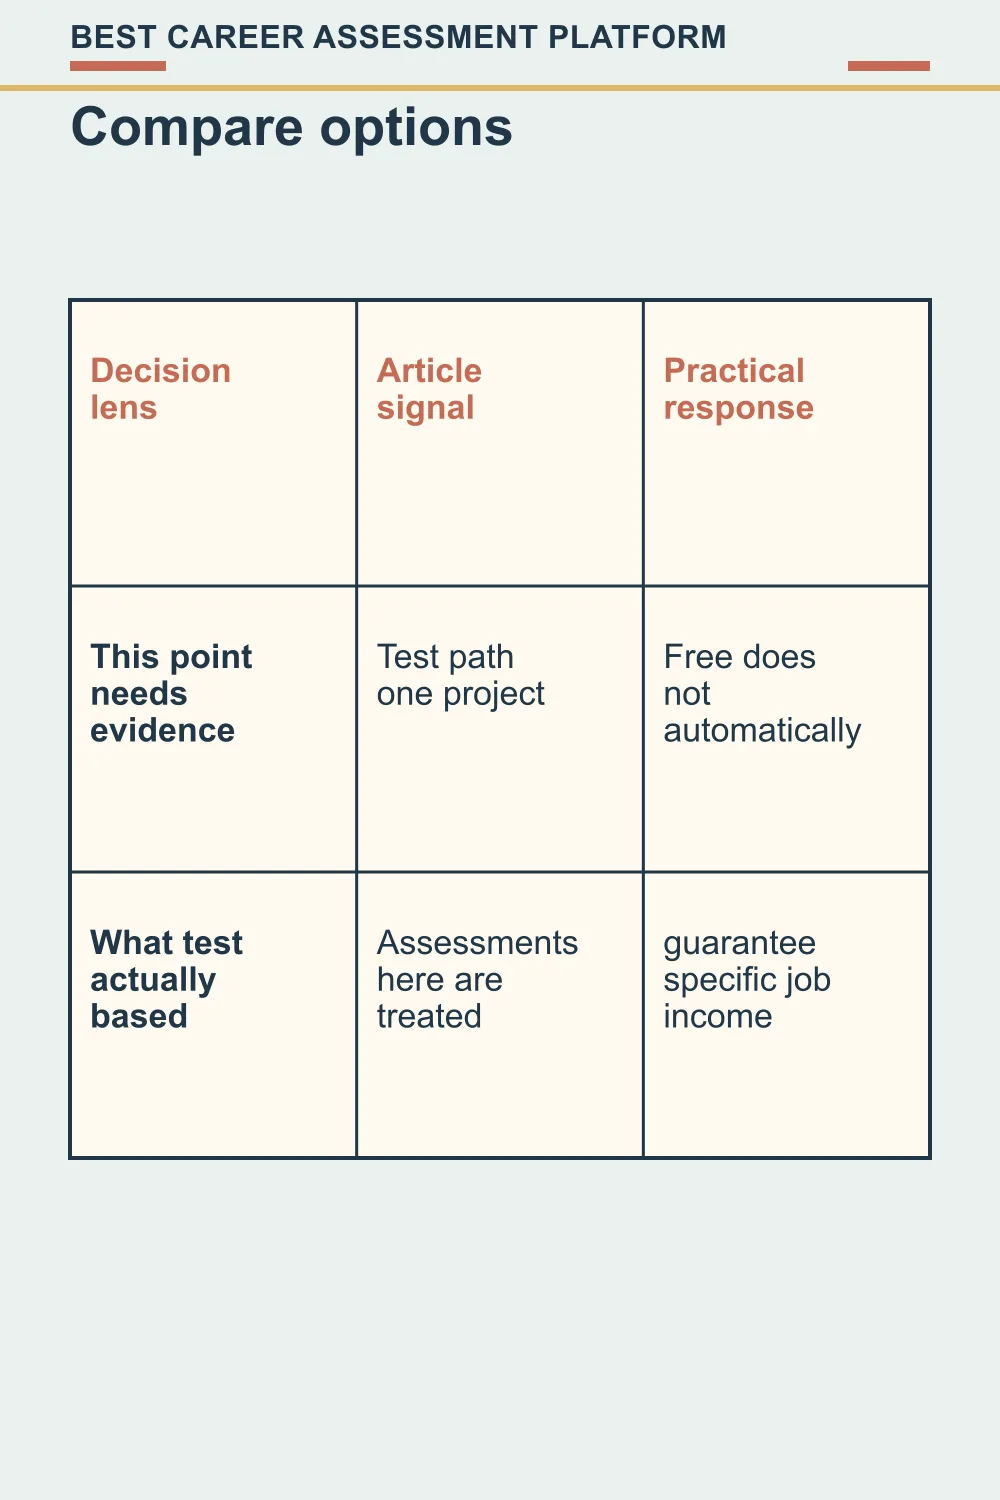 BEST CAREER ASSESSMENT PLATFORM
Compare options
Decision
lens
Article
signal
Practical
response
This point
needs
evidence
Test path
one project
Free does
not
automatically
What test
actually
based
Assessments
here are
treated
guarantee
specific job
income